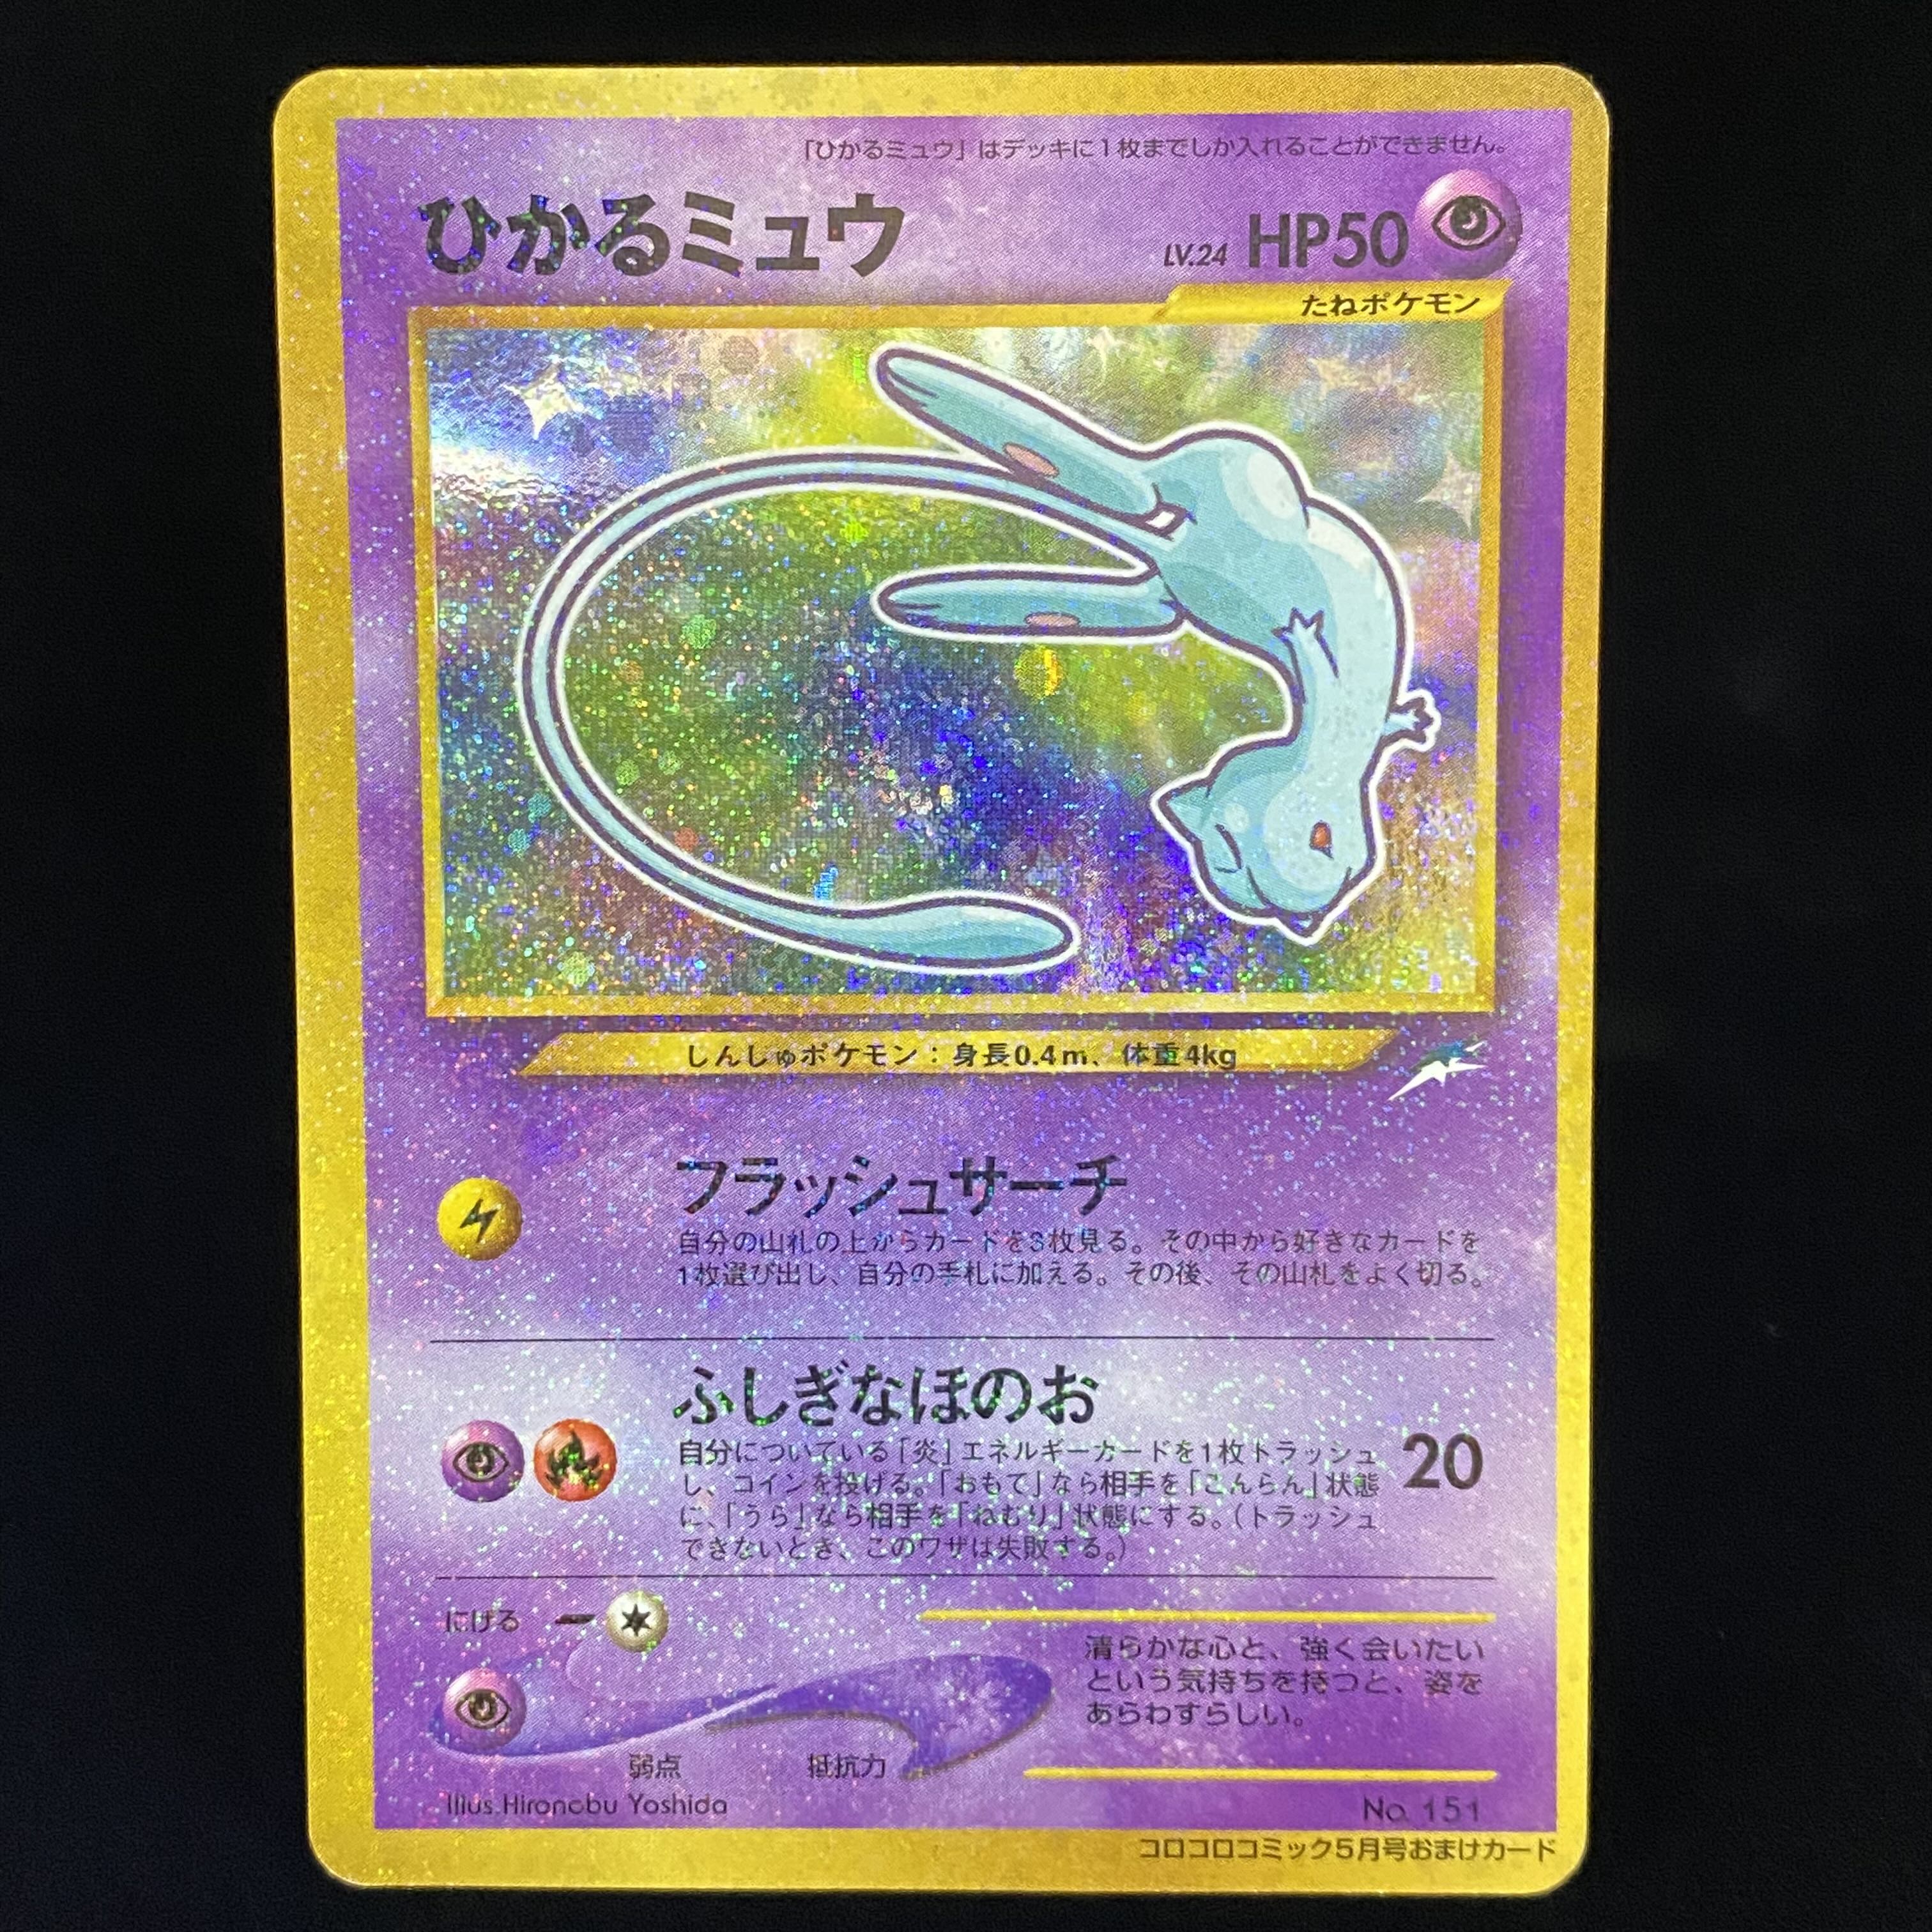 「ひかるミュウ」はデッキに1枚までしか入れることができません。
ひかるミュウ LV.24 HP50
たねポケモン
しんしゅポケモン：身長0.4m、体重4kg
フラッシュサーチ
自分の山札の上からカードを3枚見る。その中から好きなカードを
1枚選び出し、自分の手札に加える。その後、その山札をよく切る。
ふしぎなほのお 20
自分についている「炎」エネルギーカードを1枚トラッシュ
し、コインを投げる。「おもて」なら相手を「こんらん」状態
に、「うら」なら相手を「ねむり」状態にする。（トラッシュ
できないとき、このワザは失敗する。）
にげる
清らかな心と、強く会いたい
という気持ちを持つと、姿を
あらわすらしい。
弱点 抵抗力
Illus.Hironobu Yoshida No. 151
コロコロコミック5月号おまけカード